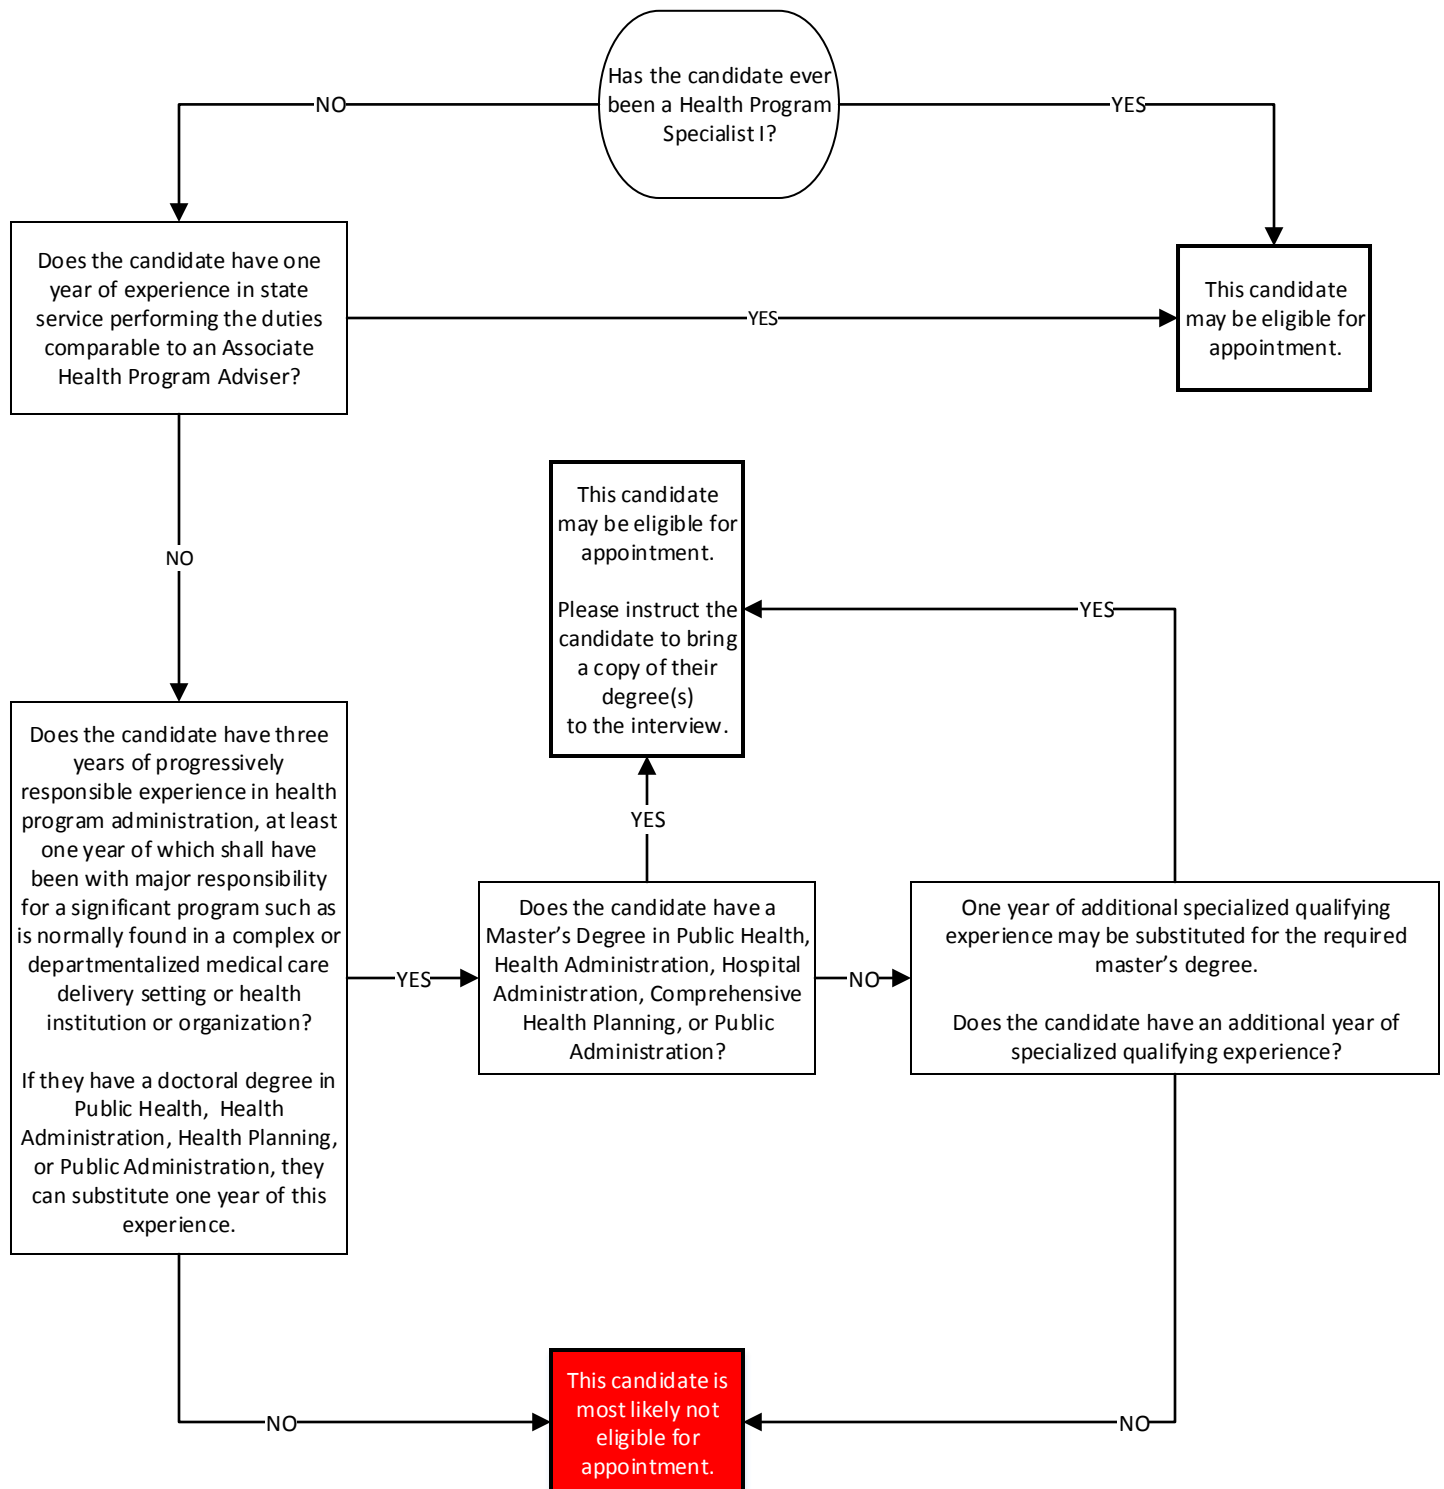 Has the candidate ever
been a Health Program
Specialist I?
NO
YES
Does the candidate have one
year of experience in state
service performing the duties
comparable to an Associate
Health Program Adviser?
YES
This candidate
may be eligible for
appointment.
NO
This candidate
may be eligible for
appointment.
Please instruct the
candidate to bring
a copy of their
degree(s)
to the interview.
YES
YES
Does the candidate have three
years of progressively
responsible experience in health
program administration, at least
one year of which shall have
been with major responsibility
for a significant program such as
is normally found in a complex or
departmentalized medical care
delivery setting or health
institution or organization?
If they have a doctoral degree in
Public Health, Health
Administration, Health Planning,
or Public Administration, they
can substitute one year of this
experience.
YES
Does the candidate have a
Master's Degree in Public Health,
Health Administration, Hospital
Administration, Comprehensive
Health Planning, or Public
Administration?
NO
One year of additional specialized qualifying
experience may be substituted for the required
master's degree.
Does the candidate have an additional year of
specialized qualifying experience?
NO
This candidate is
most likely not
eligible for
appointment.
NO